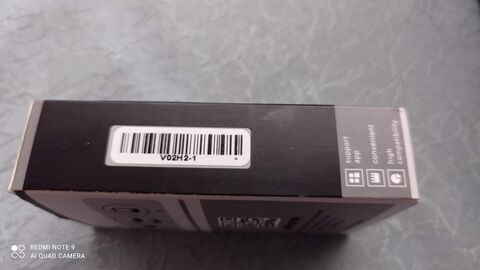 V02H2-1
support
app
convenient
high
compatibility
REDMI NOTE 9
AI QUAD CAMERA